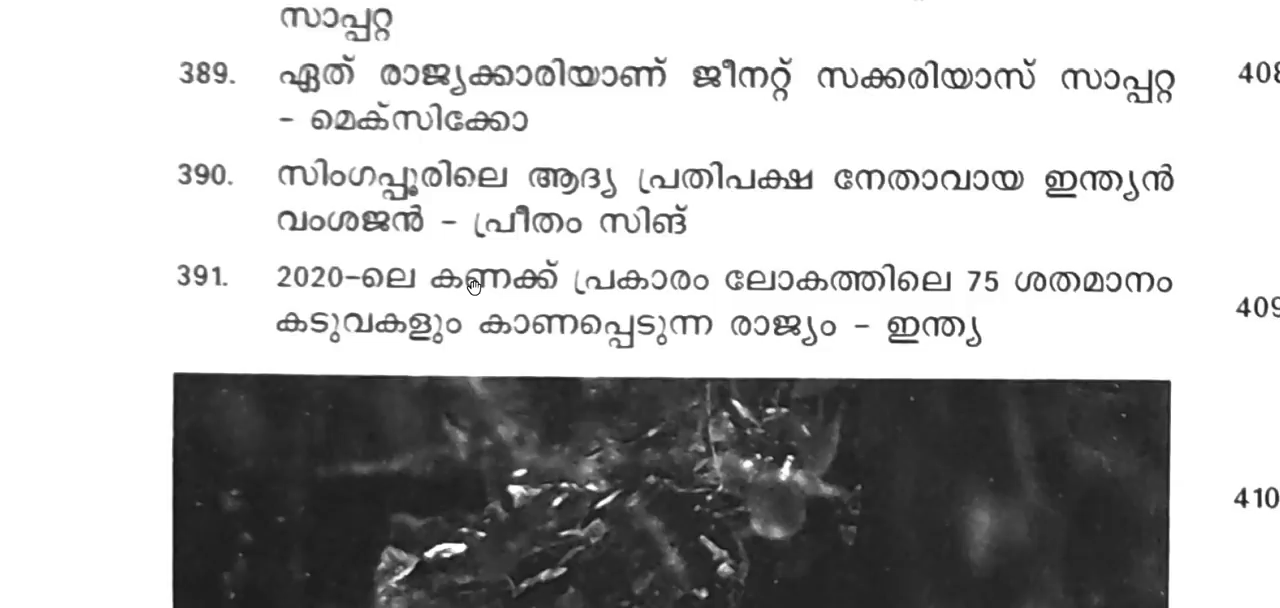 സാപ്പറ്റ
389. ഏത് രാജ്യക്കാരിയാണ് ജീനറ്റ് സക്കരിയാസ് സാപ്പറ്റ
- മെക്സിക്കോ
390. സിംഗപ്പൂരിലെ ആദ്യ പ്രതിപക്ഷ നേതാവായ ഇന്ത്യൻ
വംശജൻ - പ്രീതം സിങ്
391. 2020-ലെ കണക്ക് പ്രകാരം ലോകത്തിലെ 75 ശതമാനം
കടുവകളും കാണപ്പെടുന്ന രാജ്യം - ഇന്ത്യ
408
409
410